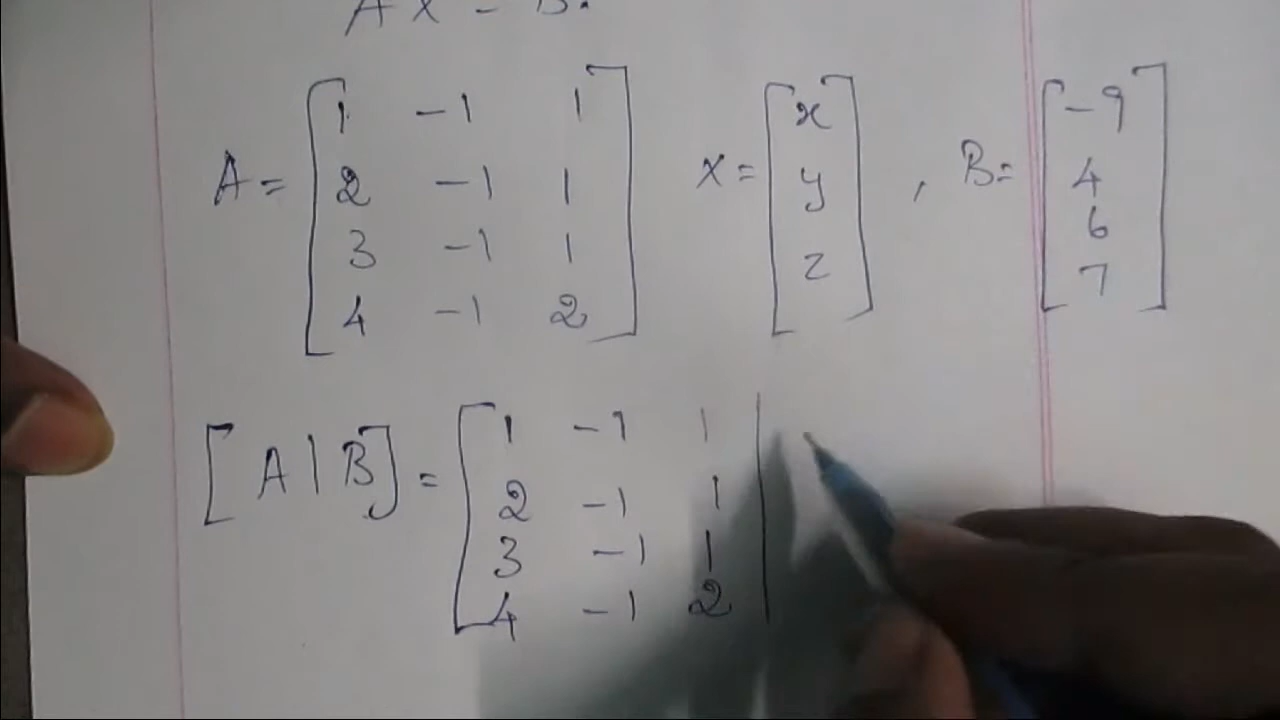 AX = B.
A = [ 1 -1 1 X = [ x , B = [ -9
2 -1 1 y 4
3 -1 1 z 6
4 -1 2 ] ] 7 ]
[ A | B ] = [ 1 -1 1 |
2 -1 1
3 -1 1
4 -1 2